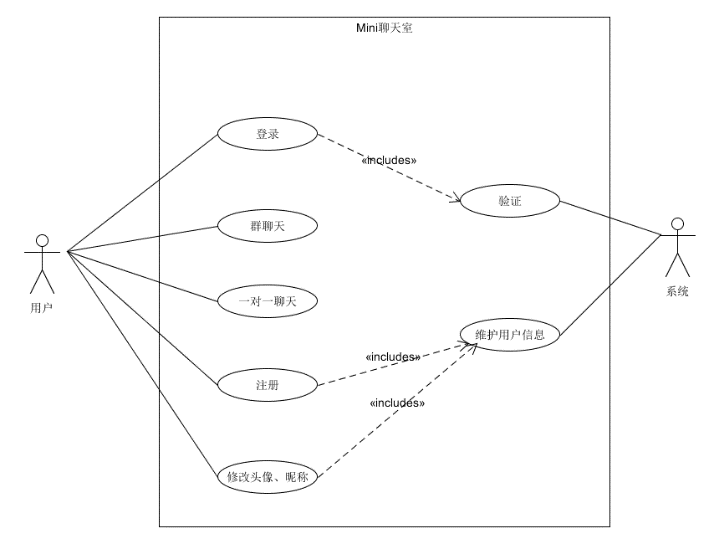 Mini聊天室
登录
«includes»
验证
群聊天
用户
系统
一对一聊天
维护用户信息
«includes»
注册
«includes»
修改头像、昵称